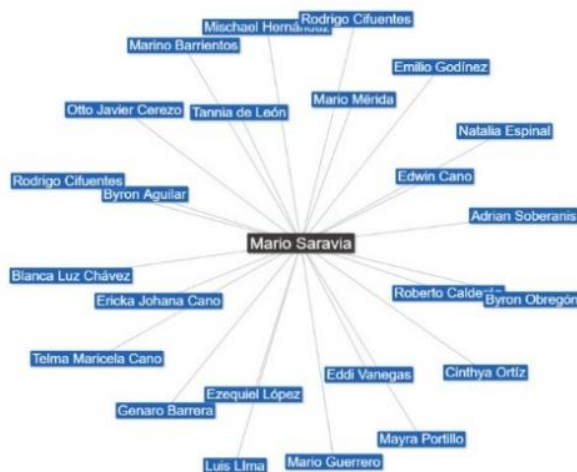 Rodrigo Cifuentes
Mischael Hernández
Marino Barrientos
Emilio Godínez
Mario Mérida
Otto Javier Cerezo
Tannia de León
Natalia Espinal
Edwin Cano
Rodrigo Cifuentes
Byron Aguilar
Adrian Soberanis
Mario Saravia
Blanca Luz Chávez
Roberto
Byron Obregón
Ericka Johana Cano
Telma Maricela Cano
Cinthya Ortíz
Eddi Vanegas
Ezequiel López
Genaro Barrera
Mayra Portillo
Mario Guerrero
Luis LIma